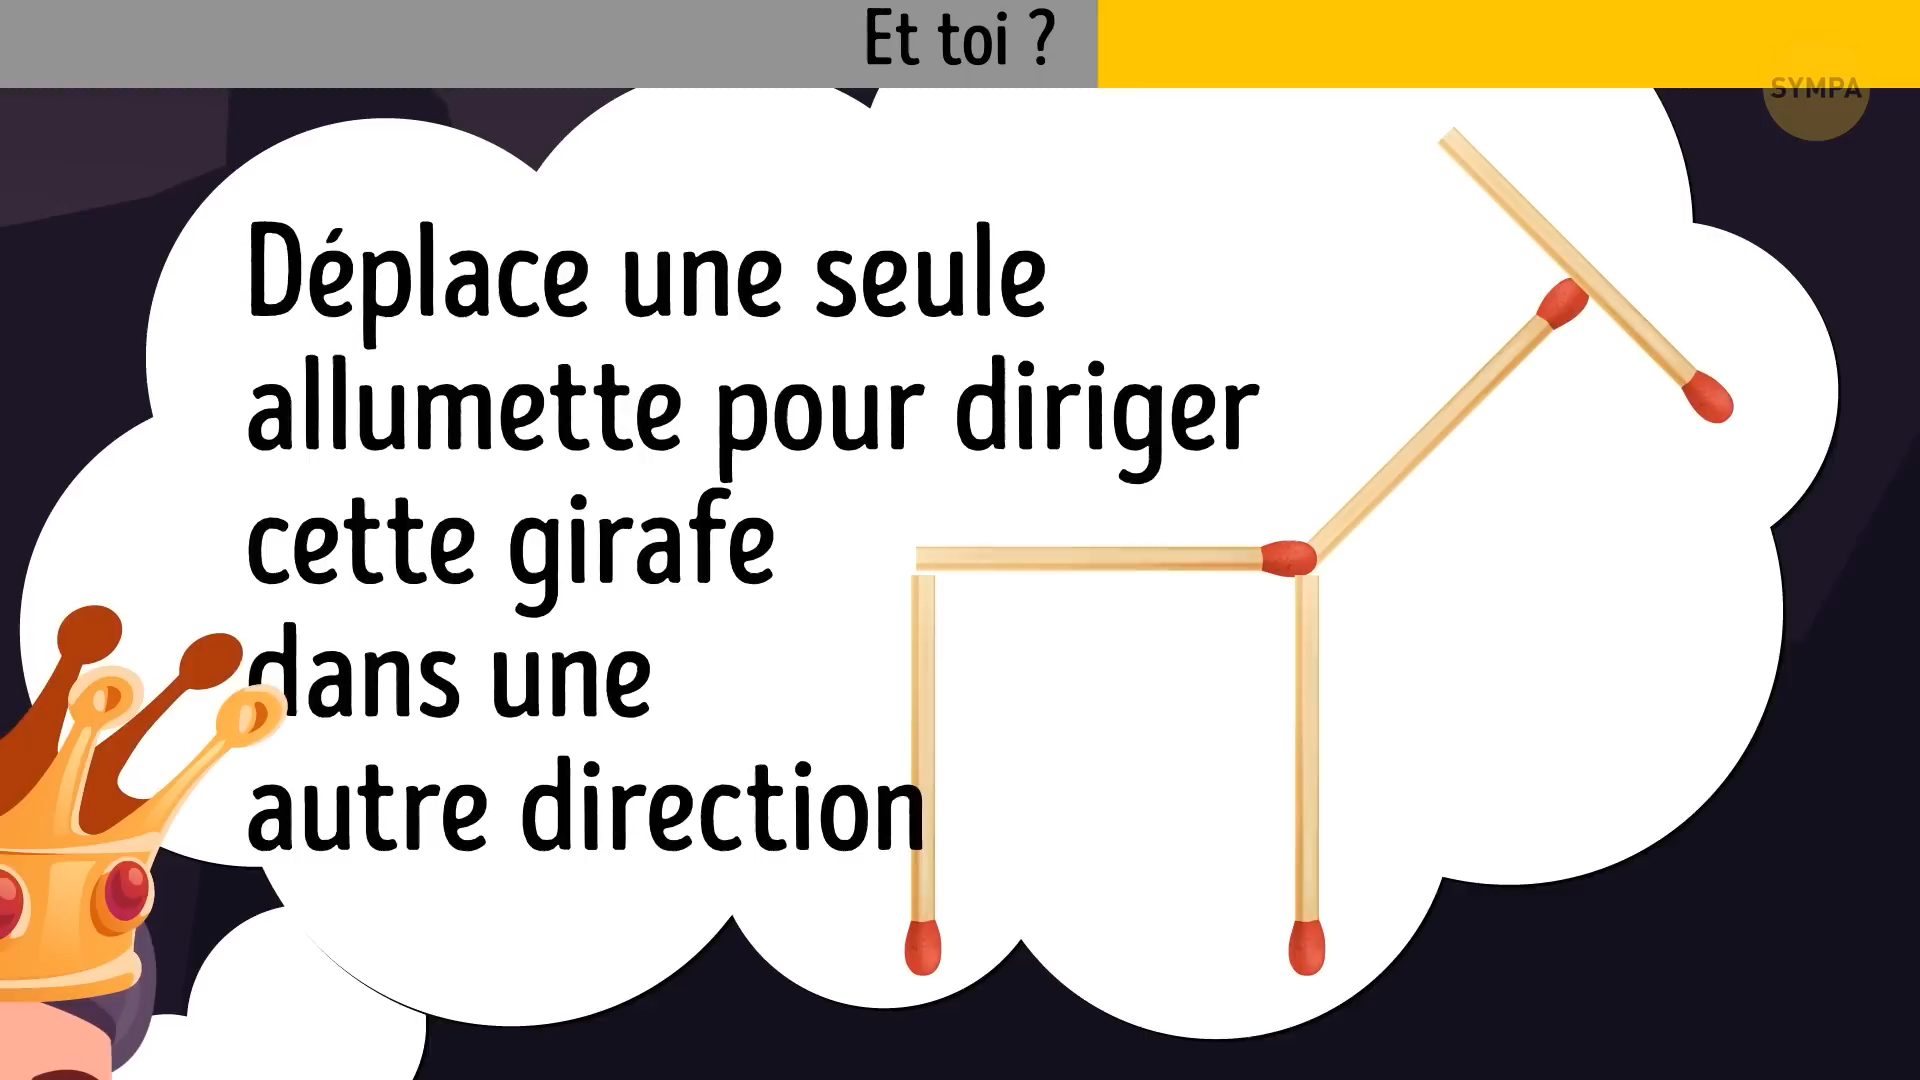 Et toi ?
SYMPA
Déplace une seule
allumette pour diriger
cette girafe
dans une
autre direction